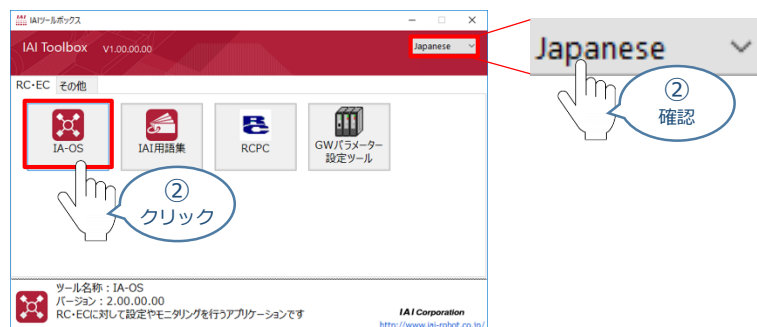 IAIツールボックス
IAI Toolbox V1.00.00.00
Japanese
Japanese
②
確認
RC・EC その他
IA-OS
IAI用語集
RCPC
GWパラメーター
設定ツール
②
クリック
ツール名称：IA-OS
バージョン：2.00.00.00
RC・ECに対して設定やモニタリングを行うアプリケーションです
IAI Corporation
http://www.iai-robot.co.jp/